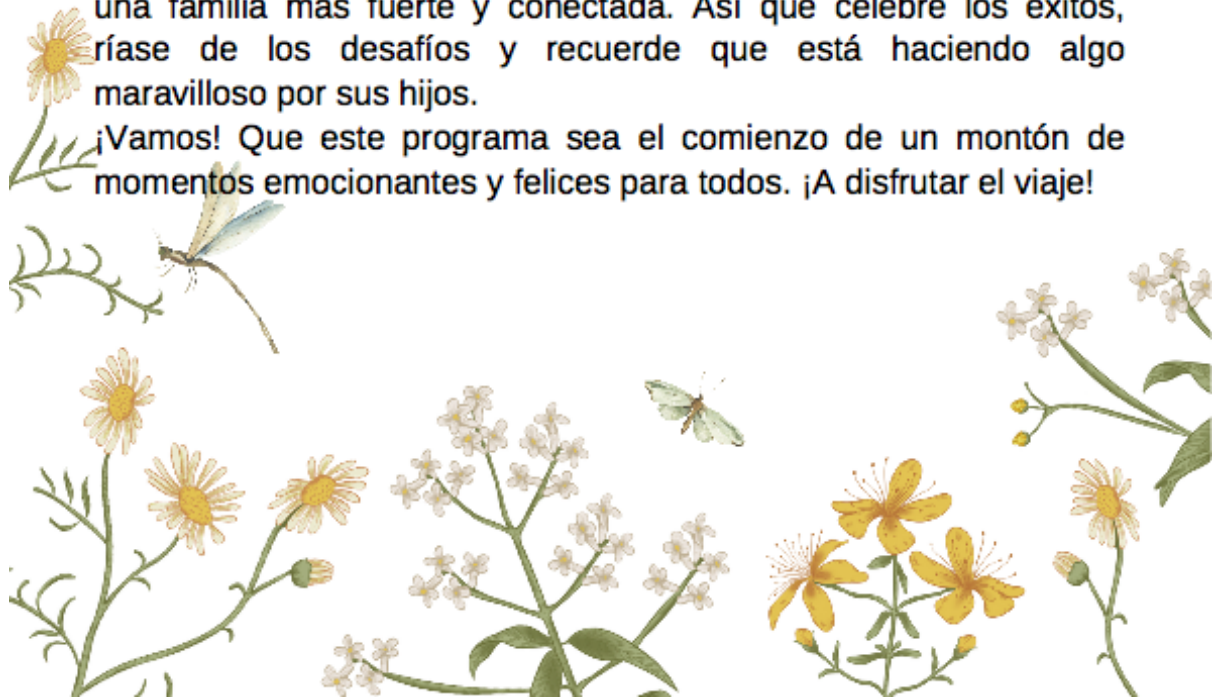 una familia más fuerte y conectada. Así que celebre los éxitos,
ríase de los desafíos y recuerde que está haciendo algo
maravilloso por sus hijos.
¡Vamos! Que este programa sea el comienzo de un montón de
momentos emocionantes y felices para todos. ¡A disfrutar el viaje!